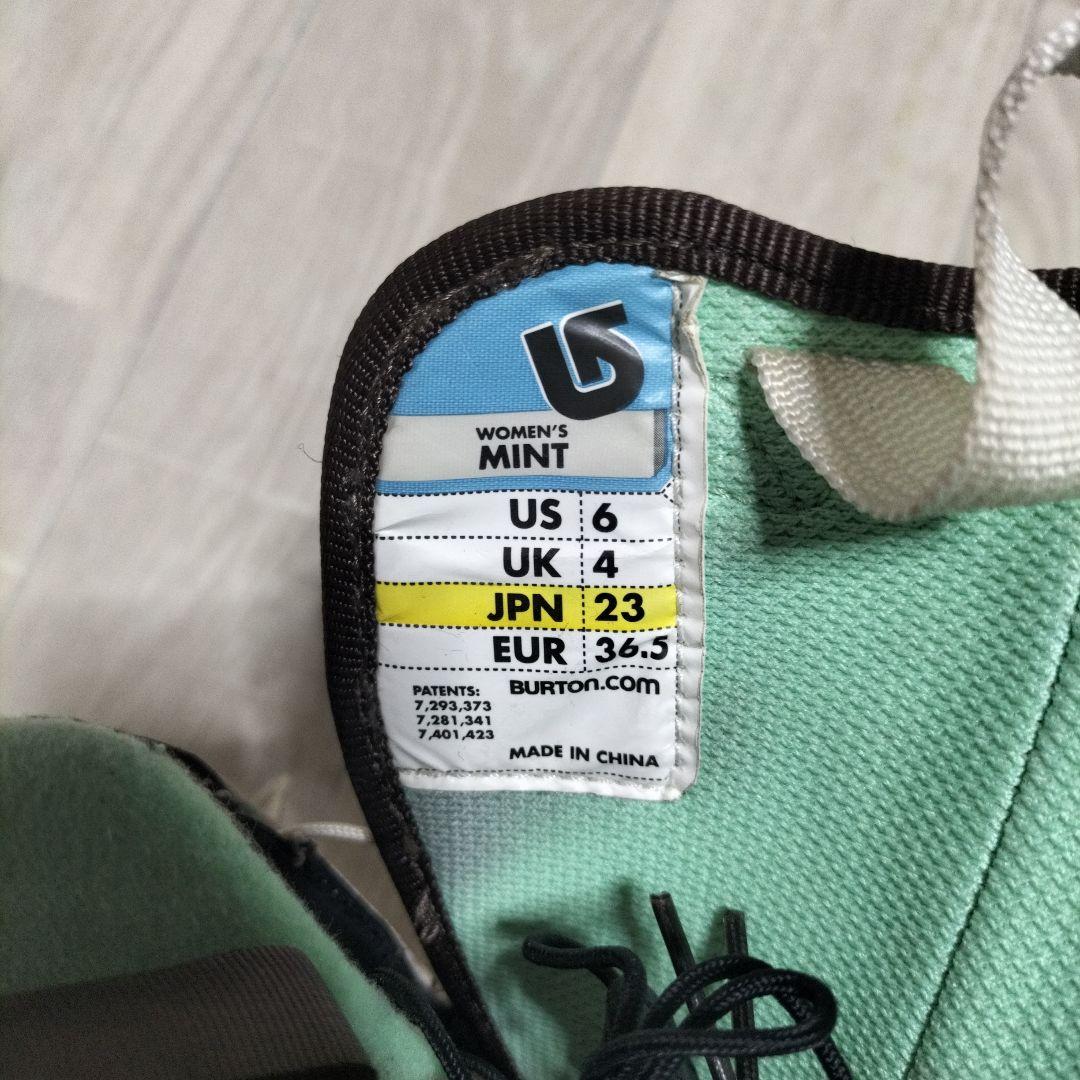 WOMEN'S
MINT
US 6
UK 4
JPN 23
EUR 36.5
PATENTS:
7,293,373
7,281,341
7,401,423
BURTON.COM
MADE IN CHINA